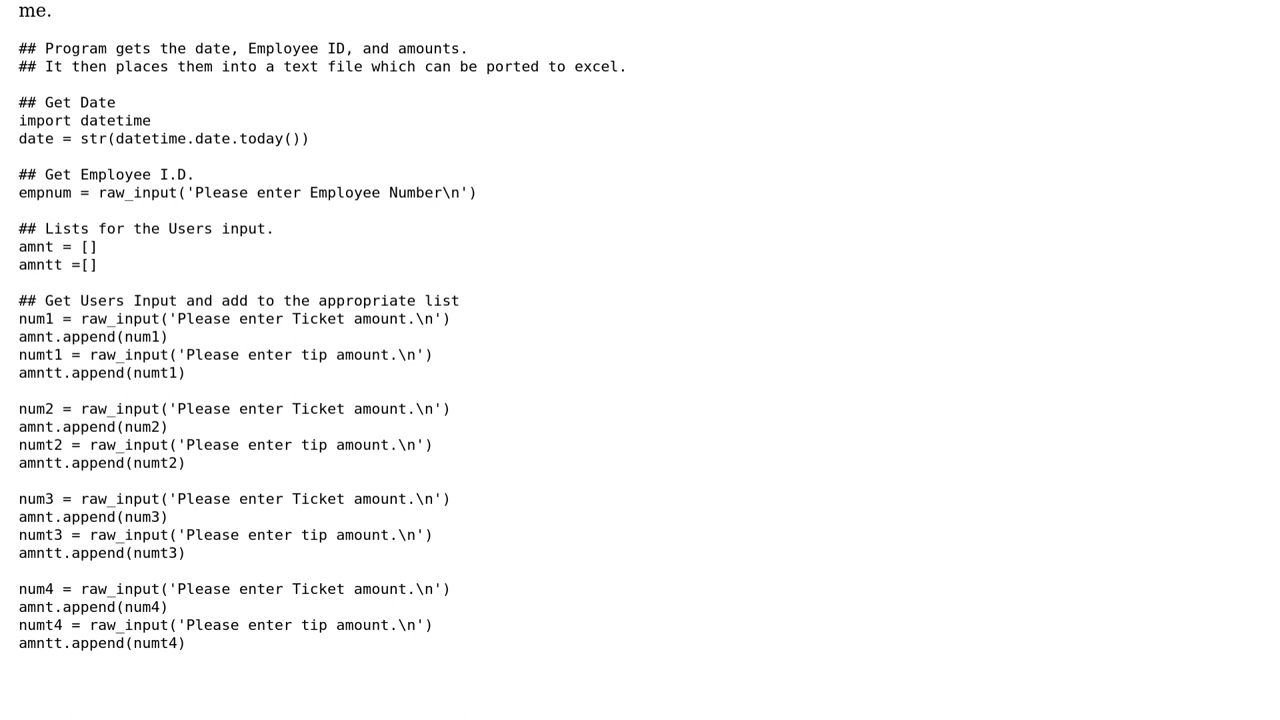 me.
## Program gets the date, Employee ID, and amounts.
## It then places them into a text file which can be ported to excel.
## Get Date
import datetime
date = str(datetime.date.today())
## Get Employee I.D.
empnum = raw_input('Please enter Employee Number\n')
## Lists for the Users input.
amnt = []
amntt =[]
## Get Users Input and add to the appropriate list
num1 = raw_input('Please enter Ticket amount.\n')
amnt.append(num1)
numt1 = raw_input('Please enter tip amount.\n')
amntt.append(numt1)
num2 = raw_input('Please enter Ticket amount.\n')
amnt.append(num2)
numt2 = raw_input('Please enter tip amount.\n')
amntt.append(numt2)
num3 = raw_input('Please enter Ticket amount.\n')
amnt.append(num3)
numt3 = raw_input('Please enter tip amount.\n')
amntt.append(numt3)
num4 = raw_input('Please enter Ticket amount.\n')
amnt.append(num4)
numt4 = raw_input('Please enter tip amount.\n')
amntt.append(numt4)